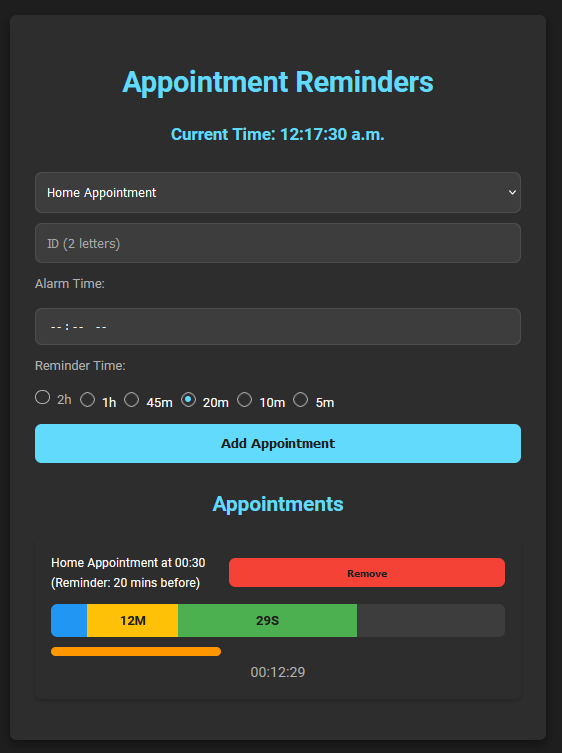 Appointment Reminders
Current Time: 12:17:30 a.m.
Home Appointment
ID (2 letters)
Alarm Time:
--:-- --
Reminder Time:
2h 1h 45m 20m 10m 5m
Add Appointment
Appointments
Home Appointment at 00:30
(Reminder: 20 mins before)
Remove
12M 29S
00:12:29